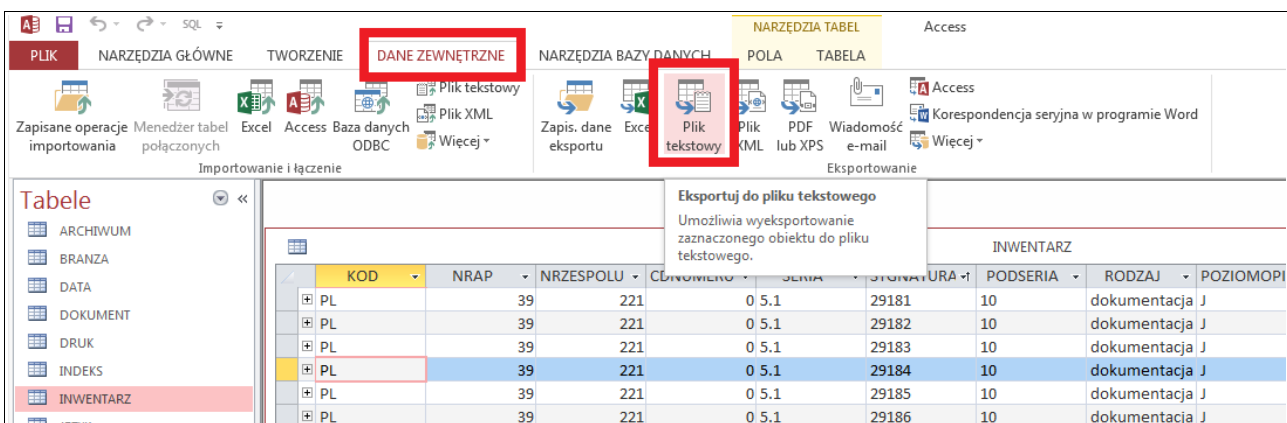 SQL
NARZĘDZIA TABEL
Access
PLIK NARZĘDZIA GŁÓWNE TWORZENIE DANE ZEWNĘTRZNE NARZĘDZIA BAZY DANYCH POLA TABELA
Zapisane operacje importowania
Menedżer tabel połączonych
Excel
Access
Baza danych ODBC
Plik tekstowy
Plik XML
Więcej
Importowanie i łączenie
Zapis. dane eksportu
Plik tekstowy
PDF lub XPS
Wiadomość e-mail
Access
Korespondencja seryjna w programie Word
Więcej
Eksportowanie
Eksportuj do pliku tekstowego
Umożliwia wyeksportowanie
zaznaczonego obiektu do pliku
tekstowego.
Tabele
ARCHIWUM
BRANZA
DATA
DOKUMENT
DRUK
INDEKS
INWENTARZ
INWENTARZ
KOD NRAP NRZESPOLU CDNUMERU SERIA SYGNATURA PODSERIA RODZAJ POZIOMOPI
PL 39 221 0 5.1 29181 10 dokumentacja J
PL 39 221 0 5.1 29182 10 dokumentacja J
PL 39 221 0 5.1 29183 10 dokumentacja J
PL 39 221 0 5.1 29184 10 dokumentacja J
PL 39 221 0 5.1 29185 10 dokumentacja J
PL 39 221 0 5.1 29186 10 dokumentacja J